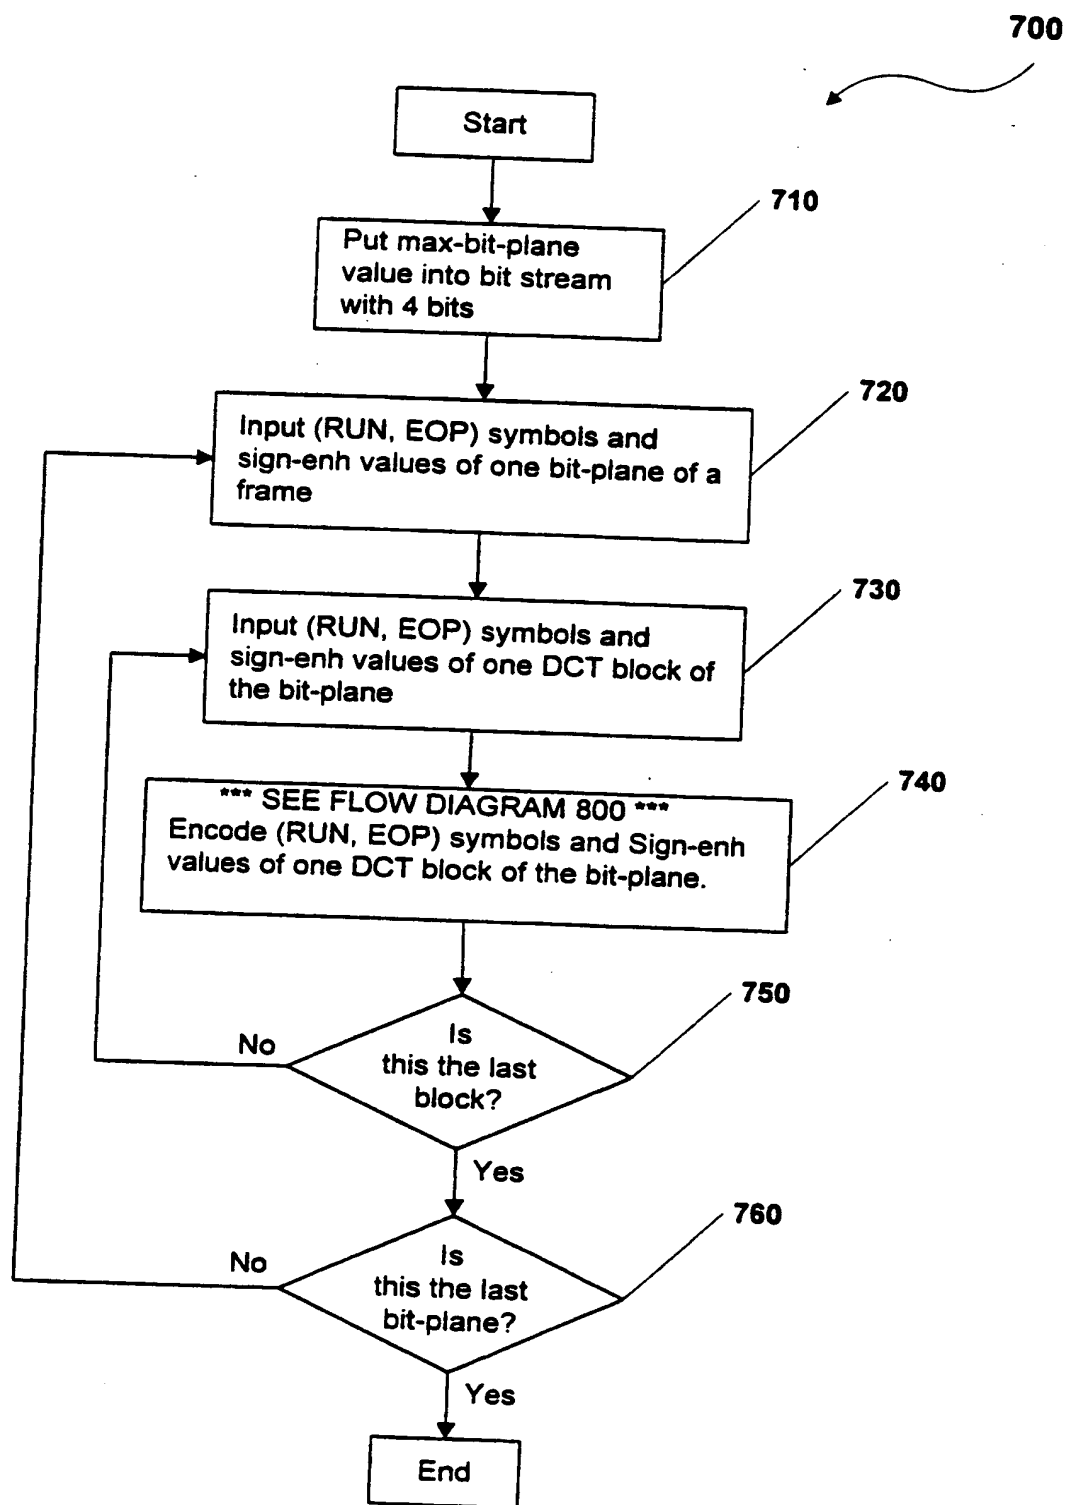 700
Start
710
Put max-bit-plane
value into bit stream
with 4 bits
720
Input (RUN, EOP) symbols and
sign-enh values of one bit-plane of a
frame
730
Input (RUN, EOP) symbols and
sign-enh values of one DCT block of
the bit-plane
740
*** SEE FLOW DIAGRAM 800 ***
Encode (RUN, EOP) symbols and Sign-enh
values of one DCT block of the bit-plane.
750
Is
this the last
block?
No
Yes
760
Is
this the last
bit-plane?
No
Yes
End